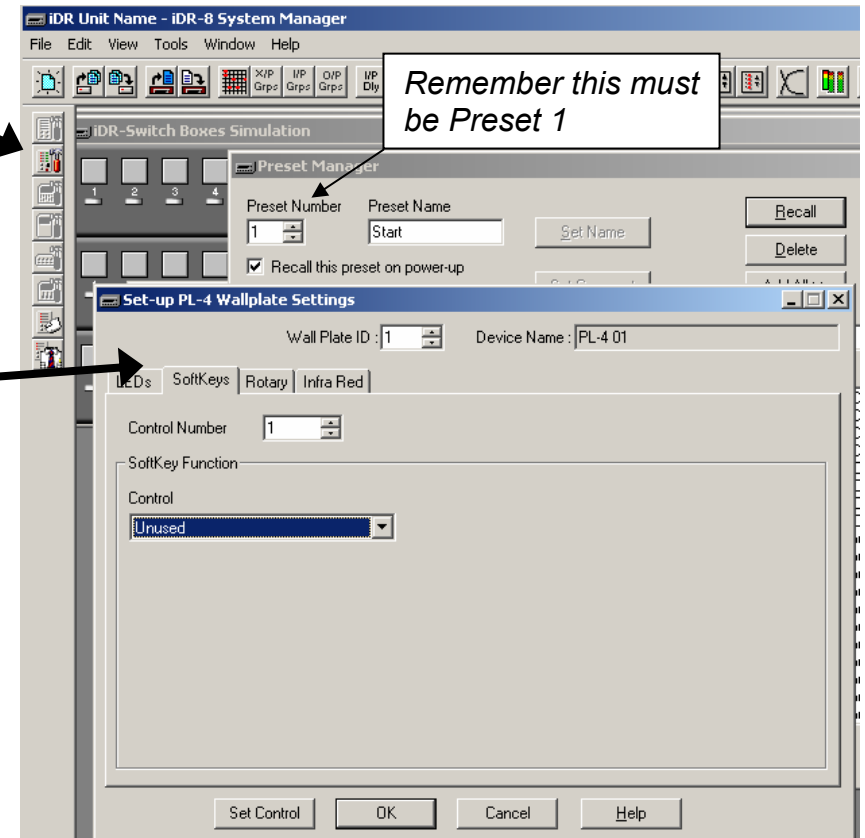 iDR Unit Name - iDR-8 System Manager
File Edit View Tools Window Help
X/P Grps I/P Grps O/P Grps I/P Dly
Remember this must
be Preset 1
iDR-Switch Boxes Simulation
1 2 3 4
Preset Manager
Preset Number Preset Name
1 Start Set Name Recall
Delete
Recall this preset on power-up
Set-up PL-4 Wallplate Settings
Wall Plate ID : 1 Device Name : PL-4 01
LEDs SoftKeys Rotary Infra Red
Control Number 1
SoftKey Function
Control
Unused
Set Control OK Cancel Help